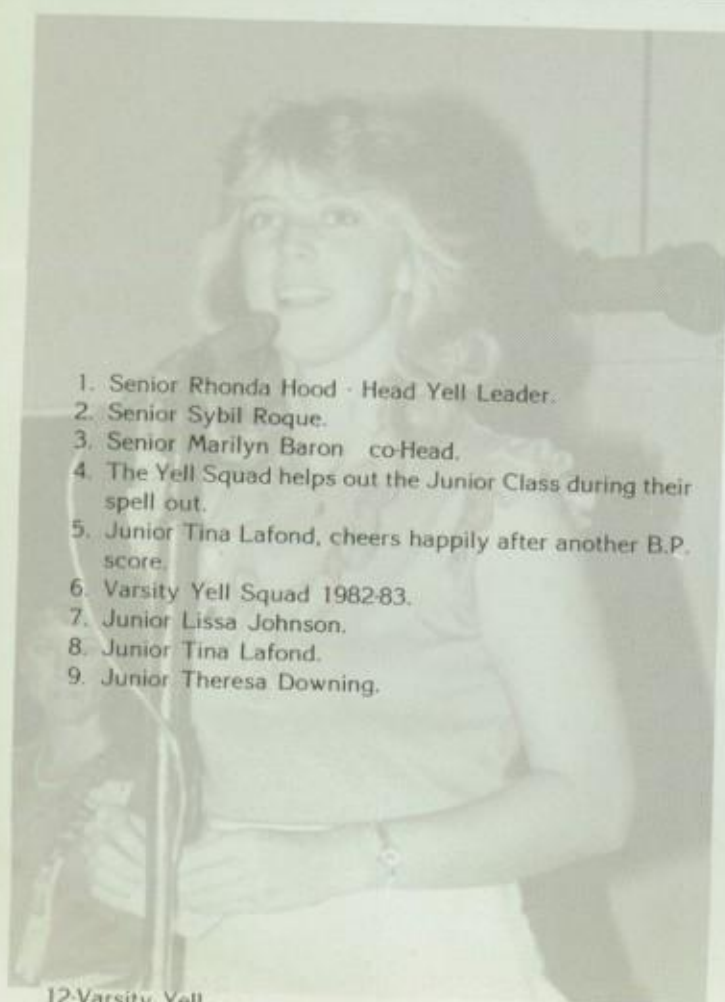 1. Senior Rhonda Hood - Head Yell Leader.
2. Senior Sybil Roque.
3. Senior Marilyn Baron co-Head.
4. The Yell Squad helps out the Junior Class during their
spell out.
5. Junior Tina Lafond, cheers happily after another B.P.
score.
6. Varsity Yell Squad 1982-83.
7. Junior Lissa Johnson.
8. Junior Tina Lafond.
9. Junior Theresa Downing.
12-Varsity Yell